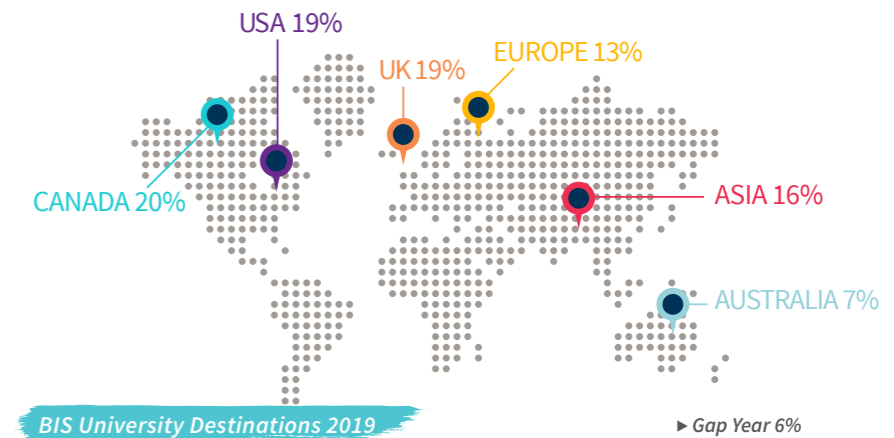 USA 19%
EUROPE 13%
UK 19%
CANADA 20%
ASIA 16%
AUSTRALIA 7%
BIS University Destinations 2019
▶ Gap Year 6%